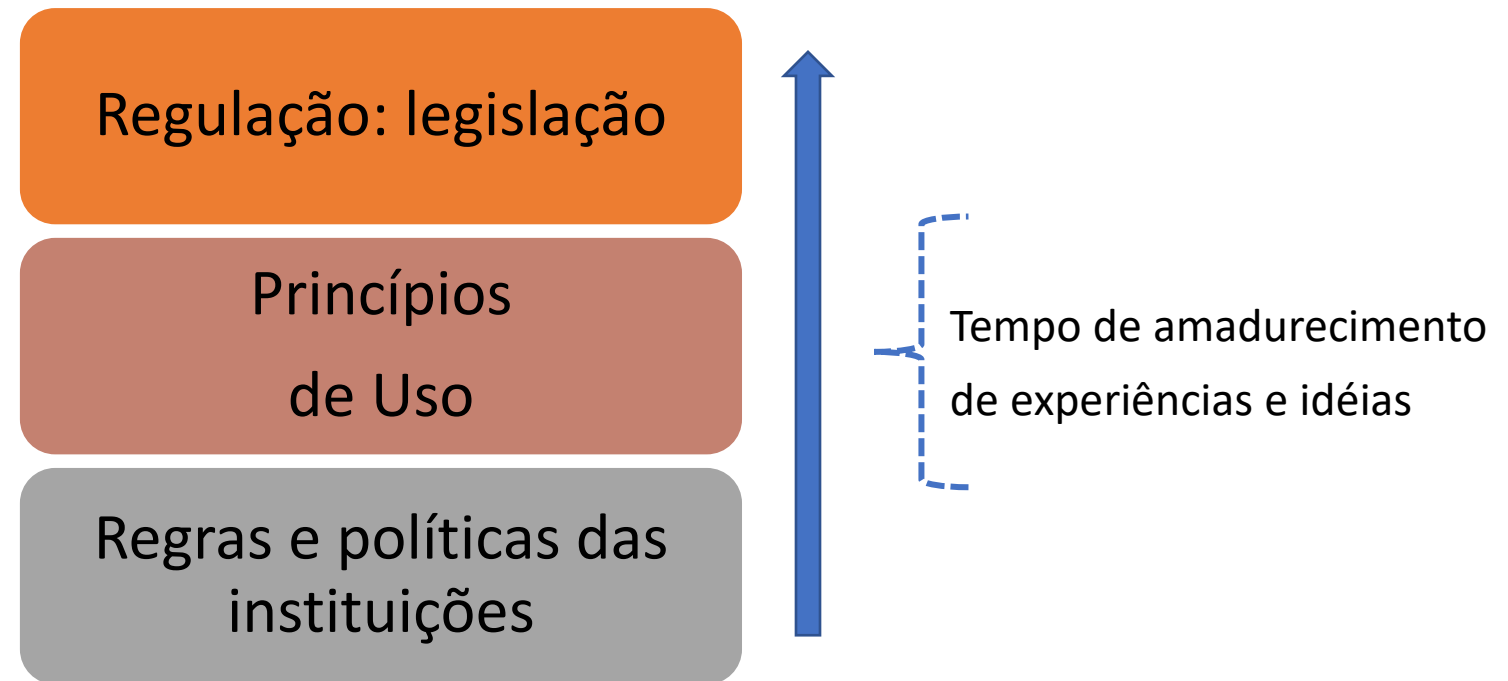 Regulação: legislação
Princípios
de Uso
Regras e políticas das
instituições
Tempo de amadurecimento
de experiências e idéias